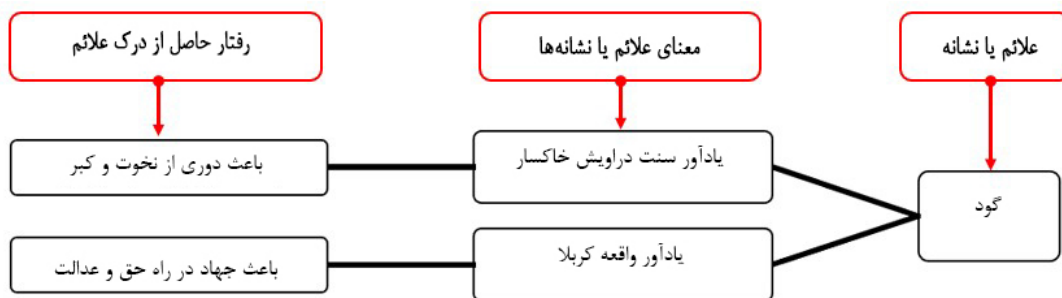 علائم یا نشانه
معنای علائم یا نشانه‌ها
رفتار حاصل از درک علائم
گود
یادآور سنت دراویش خاکسار
باعث دوری از نخوت و کبر
یادآور واقعه کربلا
باعث جهاد در راه حق و عدالت